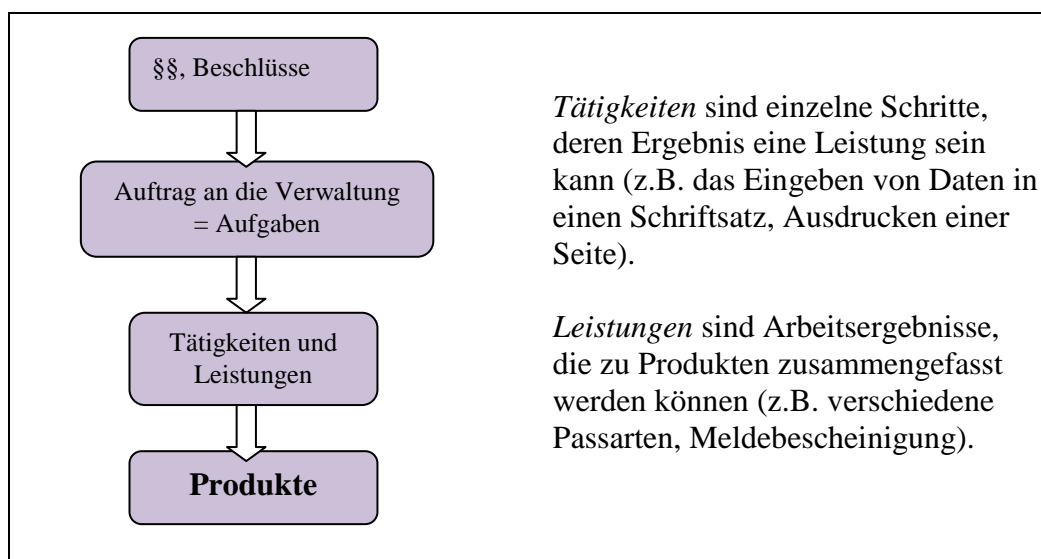 §§, Beschlüsse
Auftrag an die Verwaltung
= Aufgaben
Tätigkeiten und
Leistungen
Produkte
Tätigkeiten sind einzelne Schritte,
deren Ergebnis eine Leistung sein
kann (z.B. das Eingeben von Daten in
einen Schriftsatz, Ausdrucken einer
Seite).
Leistungen sind Arbeitsergebnisse,
die zu Produkten zusammengefasst
werden können (z.B. verschiedene
Passarten, Meldebescheinigung).